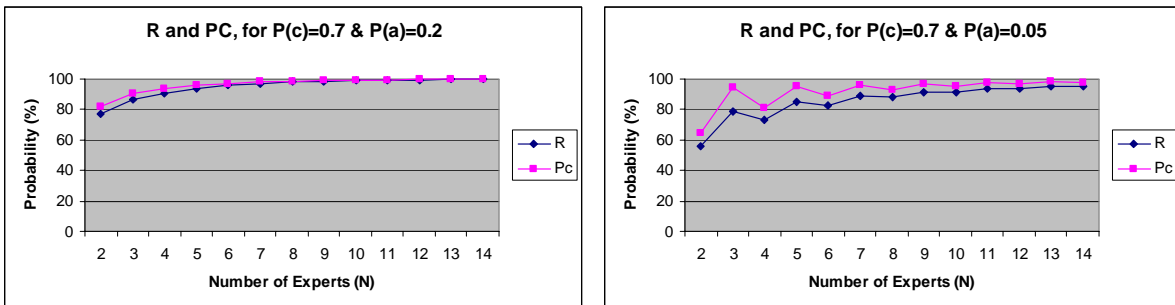 R and PC, for P(c)=0.7 & P(a)=0.2
Probability (%)
100
80
60
40
20
0
2 3 4 5 6 7 8 9 10 11 12 13 14
Number of Experts (N)
R
Pc
R and PC, for P(c)=0.7 & P(a)=0.05
Probability (%)
100
80
60
40
20
0
2 3 4 5 6 7 8 9 10 11 12 13 14
Number of Experts (N)
R
Pc